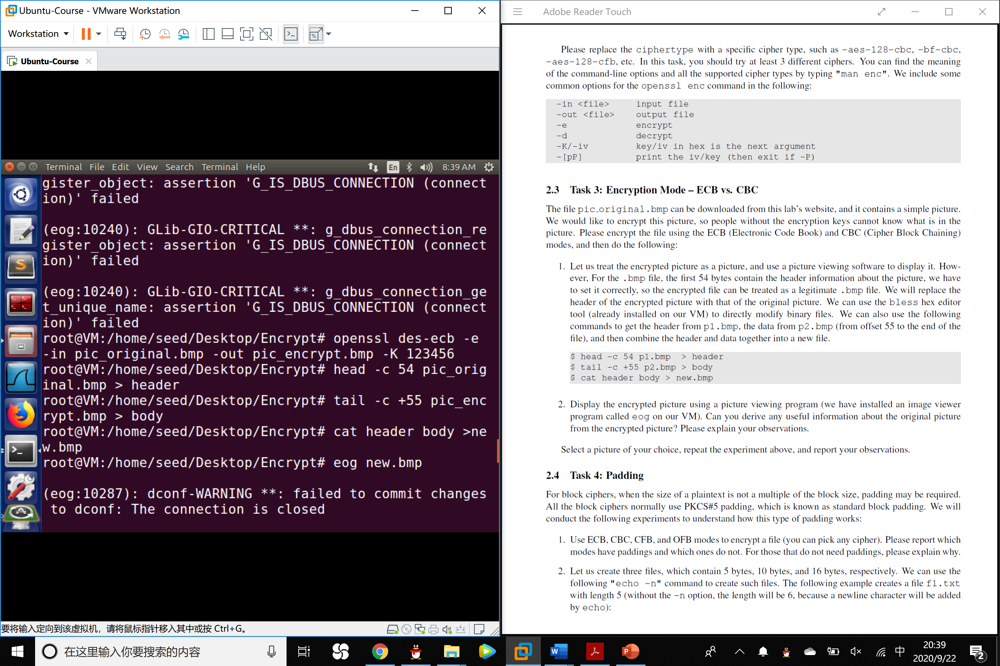 Ubuntu-Course - VMware Workstation
Workstation
Ubuntu-Course
Terminal File Edit View Search Terminal Help
En
8:39 AM
gister_object: assertion 'G_IS_DBUS_CONNECTION (connect
ion)' failed
(eog:10240): GLib-GIO-CRITICAL **: g_dbus_connection_re
gister_object: assertion 'G_IS_DBUS_CONNECTION (connect
ion)' failed
(eog:10240): GLib-GIO-CRITICAL **: g_dbus_connection_ge
t_unique_name: assertion 'G_IS_DBUS_CONNECTION (connect
ion)' failed
root@VM:/home/seed/Desktop/Encrypt# openssl des-ecb -e
-in pic_original.bmp -out pic_encrypt.bmp -K 123456
root@VM:/home/seed/Desktop/Encrypt# head -c 54 pic_orig
inal.bmp > header
root@VM:/home/seed/Desktop/Encrypt# tail -c +55 pic_enc
rypt.bmp > body
root@VM:/home/seed/Desktop/Encrypt# cat header body >ne
w.bmp
root@VM:/home/seed/Desktop/Encrypt# eog new.bmp
(eog:10287): dconf-WARNING **: failed to commit changes
to dconf: The connection is closed
要将输入定向到该虚拟机，请将鼠标指针移入其中或按 Ctrl+G。
Adobe Reader Touch
Please replace the ciphertype with a specific cipher type, such as -aes-128-cbc, -bf-cbc,
-aes-128-cfb, etc. In this task, you should try at least 3 different ciphers. You can find the meaning
of the command-line options and all the supported cipher types by typing "man enc". We include some
common options for the openssl enc command in the following:
-in <file> input file
-out <file> output file
-e encrypt
-d decrypt
-K/-iv key/iv in hex is the next argument
-[pP] print the iv/key (then exit if -P)
2.3 Task 3: Encryption Mode – ECB vs. CBC
The file pic_original.bmp can be downloaded from this lab's website, and it contains a simple picture.
We would like to encrypt this picture, so people without the encryption keys cannot know what is in the
picture. Please encrypt the file using the ECB (Electronic Code Book) and CBC (Cipher Block Chaining)
modes, and then do the following:
1. Let us treat the encrypted picture as a picture, and use a picture viewing software to display it. How-
ever, For the .bmp file, the first 54 bytes contain the header information about the picture, we have
to set it correctly, so the encrypted file can be treated as a legitimate .bmp file. We will replace the
header of the encrypted picture with that of the original picture. We can use the bless hex editor
tool (already installed on our VM) to directly modify binary files. We can also use the following
commands to get the header from p1.bmp, the data from p2.bmp (from offset 55 to the end of the
file), and then combine the header and data together into a new file.
$ head -c 54 p1.bmp > header
$ tail -c +55 p2.bmp > body
$ cat header body > new.bmp
2. Display the encrypted picture using a picture viewing program (we have installed an image viewer
program called eog on our VM). Can you derive any useful information about the original picture
from the encrypted picture? Please explain your observations.
Select a picture of your choice, repeat the experiment above, and report your observations.
2.4 Task 4: Padding
For block ciphers, when the size of a plaintext is not a multiple of the block size, padding may be required.
All the block ciphers normally use PKCS#5 padding, which is known as standard block padding. We will
conduct the following experiments to understand how this type of padding works:
1. Use ECB, CBC, CFB, and OFB modes to encrypt a file (you can pick any cipher). Please report which
modes have paddings and which ones do not. For those that do not need paddings, please explain why.
2. Let us create three files, which contain 5 bytes, 10 bytes, and 16 bytes, respectively. We can use the
following "echo -n" command to create such files. The following example creates a file f1.txt
with length 5 (without the -n option, the length will be 6, because a newline character will be added
by echo):
在这里输入你要搜索的内容
中
20:39
2020/9/22
2